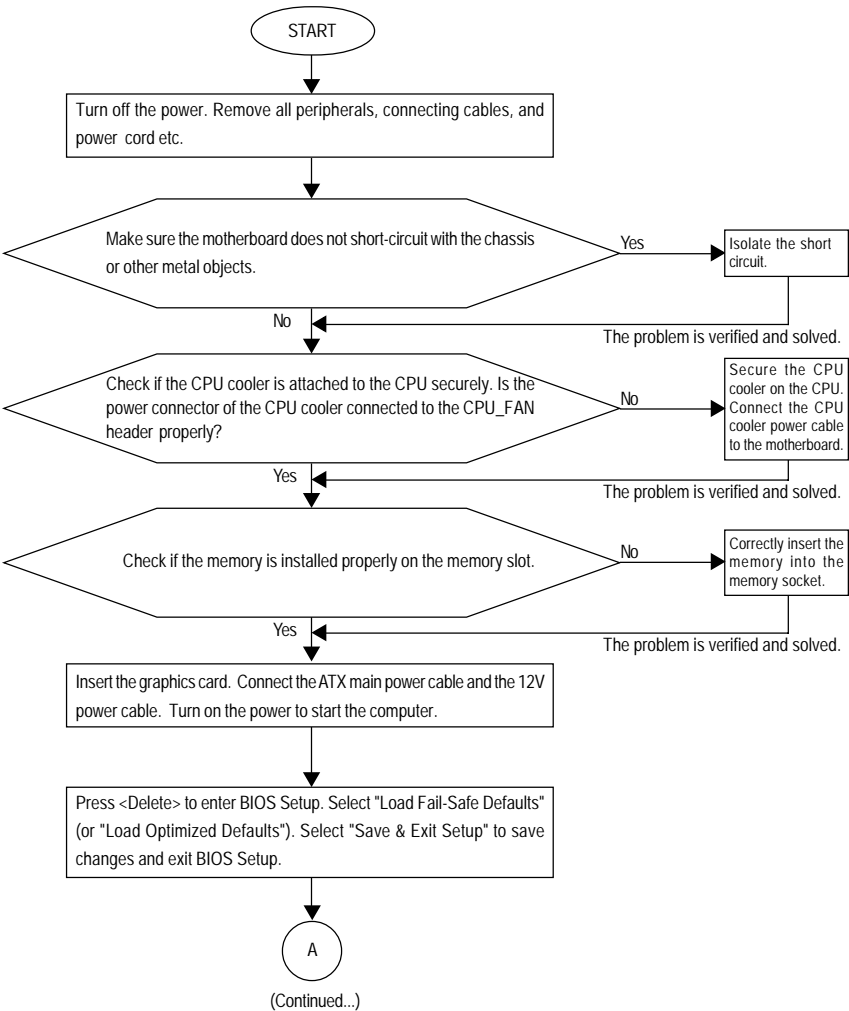 START
Turn off the power. Remove all peripherals, connecting cables, and
power cord etc.
Make sure the motherboard does not short-circuit with the chassis
or other metal objects.
Yes
Isolate the short
circuit.
No
The problem is verified and solved.
Check if the CPU cooler is attached to the CPU securely. Is the
power connector of the CPU cooler connected to the CPU_FAN
header properly?
No
Secure the CPU
cooler on the CPU.
Connect the CPU
cooler power cable
to the motherboard.
Yes
The problem is verified and solved.
Check if the memory is installed properly on the memory slot.
No
Correctly insert the
memory into the
memory socket.
Yes
The problem is verified and solved.
Insert the graphics card. Connect the ATX main power cable and the 12V
power cable. Turn on the power to start the computer.
Press <Delete> to enter BIOS Setup. Select "Load Fail-Safe Defaults"
(or "Load Optimized Defaults"). Select "Save & Exit Setup" to save
changes and exit BIOS Setup.
A
(Continued...)